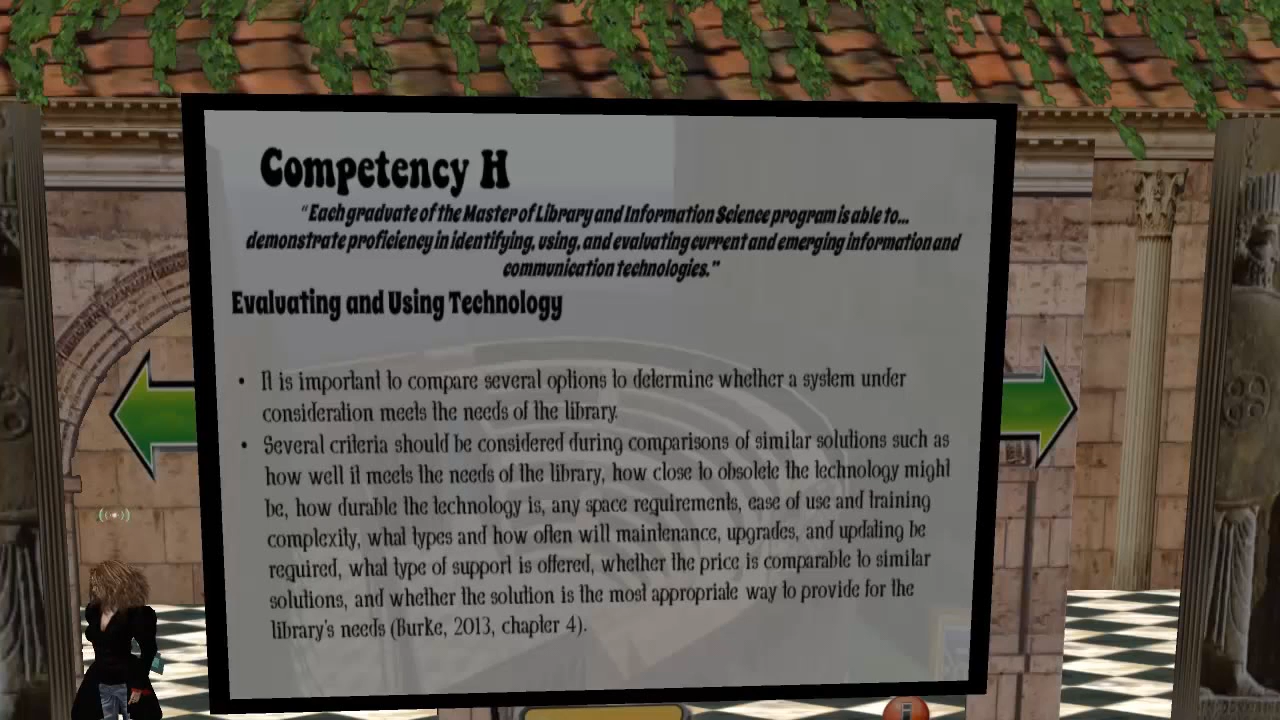 Competency H
"Each graduate of the Master of Library and Information Science program is able to...
demonstrate proficiency in identifying, using, and evaluating current and emerging information and
communication technologies."
Evaluating and Using Technology
• It is important to compare several options to determine whether a system under
consideration meets the needs of the library.
• Several criteria should be considered during comparisons of similar solutions such as
how well it meets the needs of the library, how close to obsolete the technology might
be, how durable the technology is, any space requirements, ease of use and training
complexity, what types and how often will maintenance, upgrades, and updating be
required, what type of support is offered, whether the price is comparable to similar
solutions, and whether the solution is the most appropriate way to provide for the
library's needs (Burke, 2013, chapter 4).